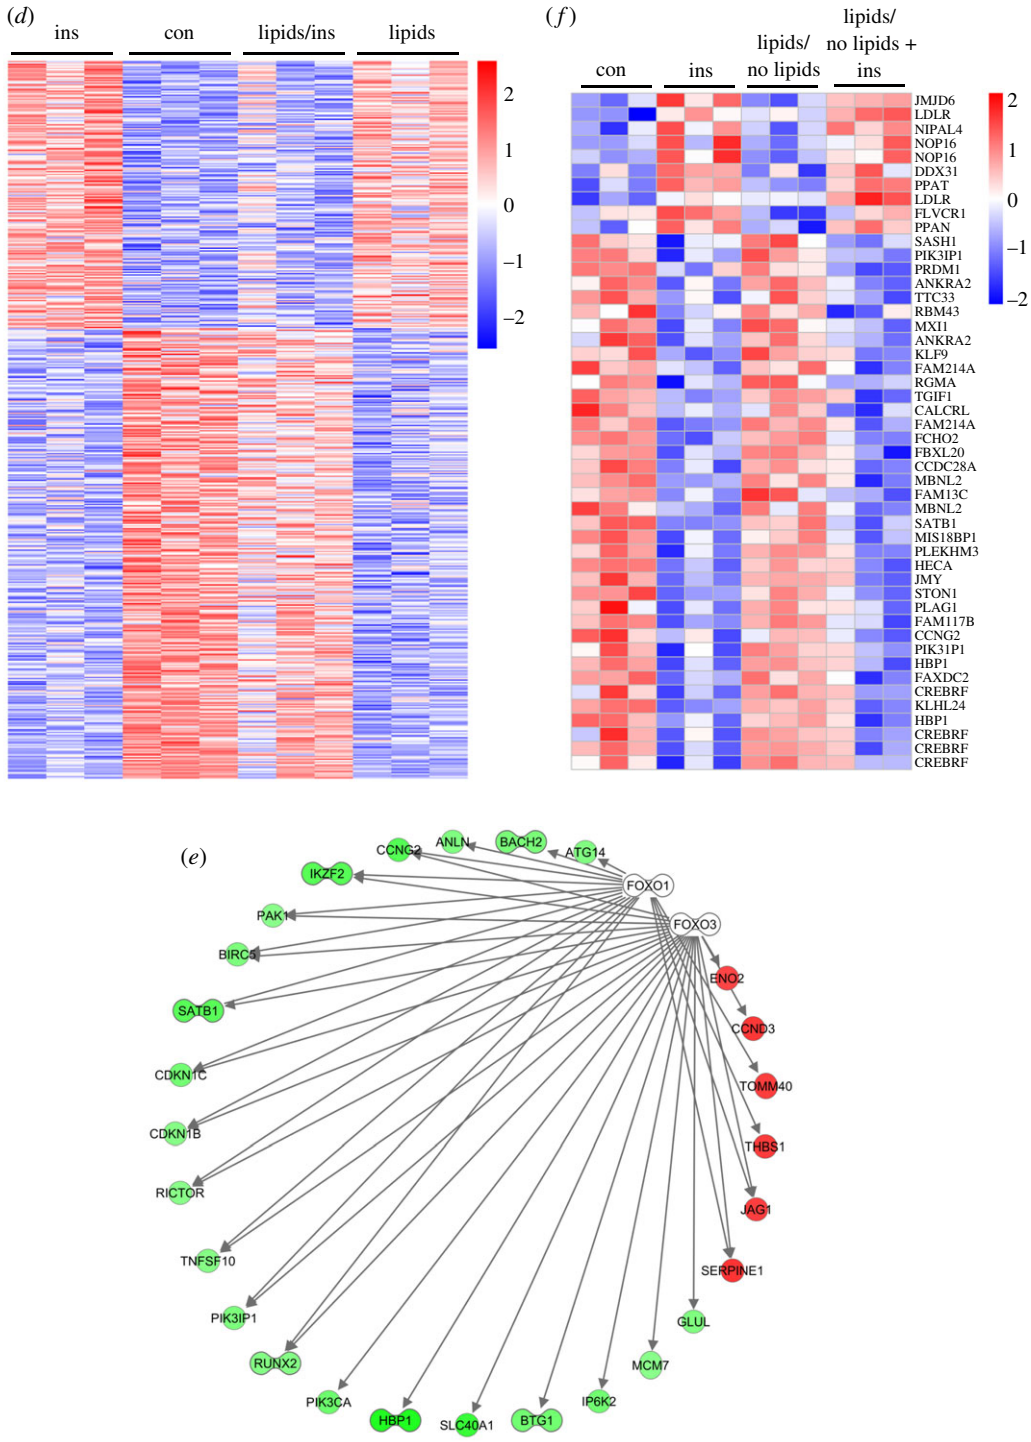 (d)
ins con lipids/ins lipids
2
1
0
–1
–2
(f)
con ins lipids/ no lipids lipids/ no lipids + ins
2
1
0
–1
–2
JMJD6
LDLR
NIPAL4
NOP16
NOP16
DDX31
PPAT
LDLR
FLVCR1
PPAN
SASH1
PIK3IP1
PRDM1
ANKRA2
TTC33
RBM43
MXI1
ANKRA2
KLF9
FAM214A
RGMA
TGIF1
CALCRL
FAM214A
FCHO2
FBXL20
CCDC28A
MBNL2
FAM13C
MBNL2
SATB1
MIS18BP1
PLEKHM3
HECA
JMY
STON1
PLAG1
FAM117B
CCNG2
PIK31P1
HBP1
FAXDC2
CREBRF
KLHL24
HBP1
CREBRF
CREBRF
CREBRF
(e)
CCNG2
ANLN
BACH2
ATG14
IKZF2
FOXO1
PAK1
FOXO3
BIRC5
ENO2
SATB1
CCND3
CDKN1C
TOMM40
CDKN1B
THBS1
RICTOR
JAG1
TNFSF10
SERPINE1
PIK3IP1
GLUL
RUNX2
MCM7
PIK3CA
IP6K2
HBP1
SLC40A1
BTG1